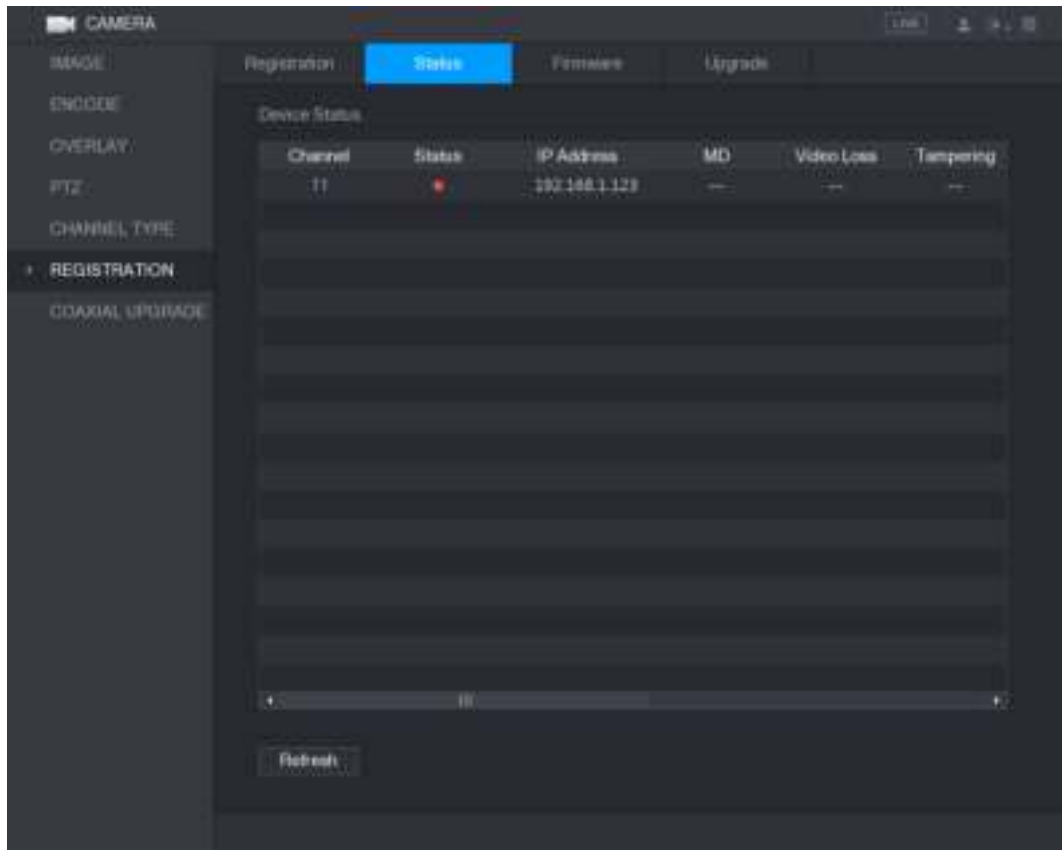 CAMERA
LIVE
IMAGE
ENCODE
OVERLAY
PTZ
CHANNEL TYPE
REGISTRATION
COAXIAL UPGRADE
Registration Status Firmware Upgrade
Device Status
Channel Status IP Address MD Video Loss Tampering
11 192.168.1.123 --- --- ---
Refresh